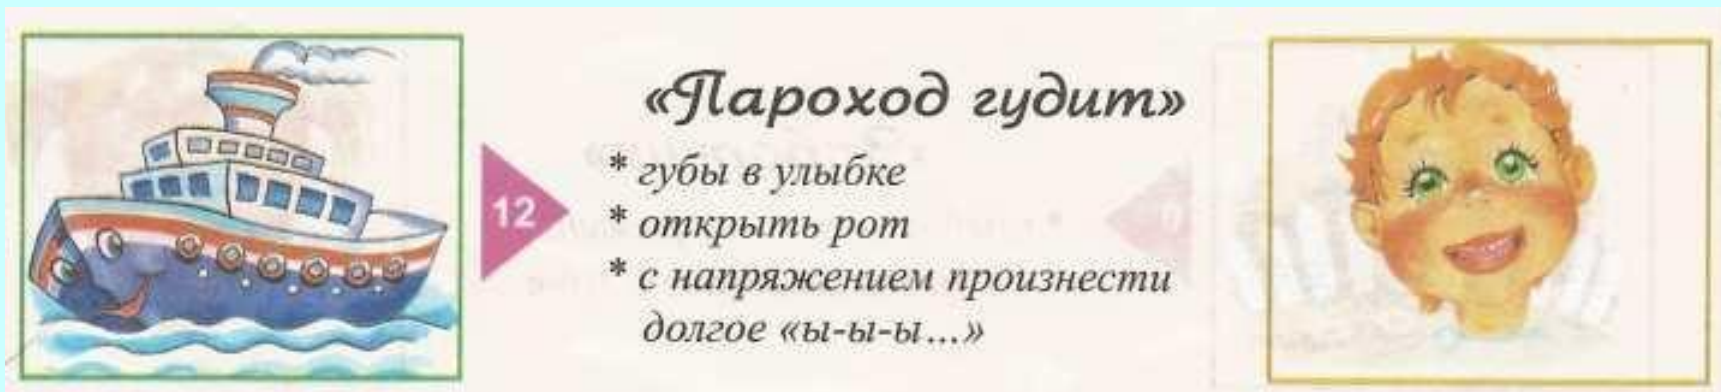 «Пароход гудит»
12
* губы в улыбке
* открыть рот
* с напряжением произнести
долгое «ы-ы-ы...»